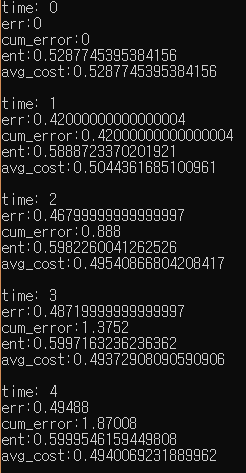 time: 0
err:0
cum_error:0
ent:0.5287745395384156
avg_cost:0.5287745395384156
time: 1
err:0.42000000000000004
cum_error:0.42000000000000004
ent:0.5888723370201921
avg_cost:0.5044361685100961
time: 2
err:0.46799999999999997
cum_error:0.888
ent:0.5982260041262526
avg_cost:0.49540866804208417
time: 3
err:0.48719999999999997
cum_error:1.3752
ent:0.5997163236236362
avg_cost:0.49372908090590906
time: 4
err:0.49488
cum_error:1.87008
ent:0.5999546159449808
avg_cost:0.4940069231889962